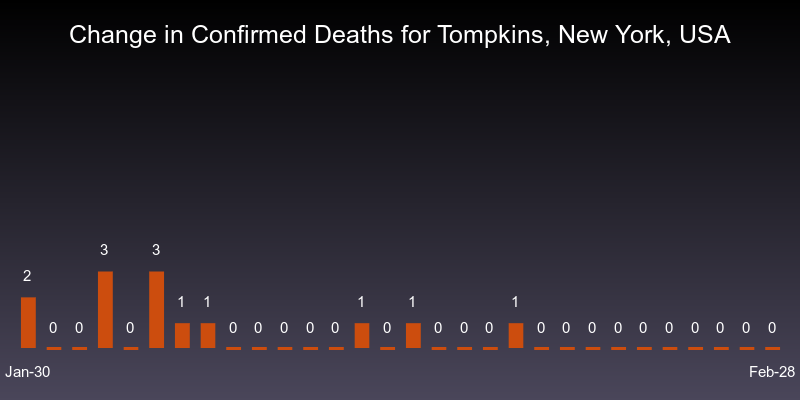 Change in Confirmed Deaths for Tompkins, New York, USA
2 0 0 3 0 3 1 1 0 0 0 0 0 1 0 1 0 0 0 1 0 0 0 0 0 0 0 0 0 0
Jan-30 Feb-28